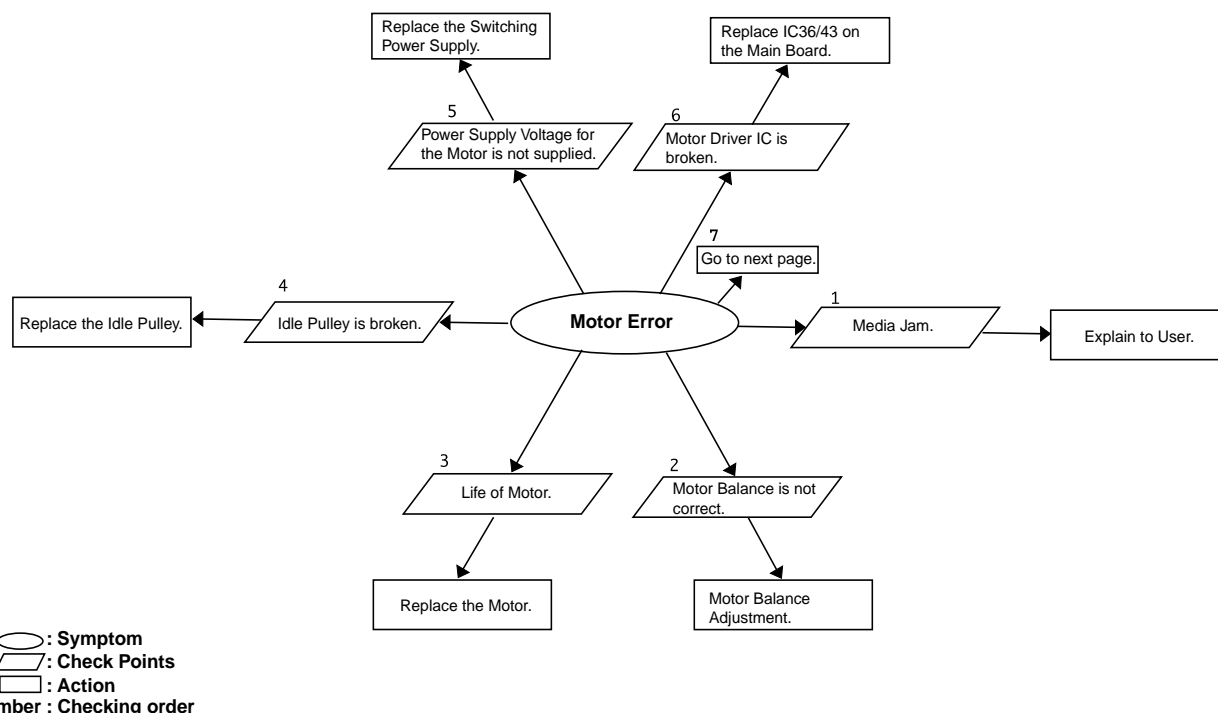 Replace the Switching
Power Supply.
Replace IC36/43 on
the Main Board.
5
Power Supply Voltage for
the Motor is not supplied.
6
Motor Driver IC is
broken.
7
Go to next page.
4
Idle Pulley is broken.
Replace the Idle Pulley.
Motor Error
1
Media Jam.
Explain to User.
3
Life of Motor.
2
Motor Balance is not
correct.
Replace the Motor.
Motor Balance
Adjustment.
: Symptom
: Check Points
: Action
mber : Checking order